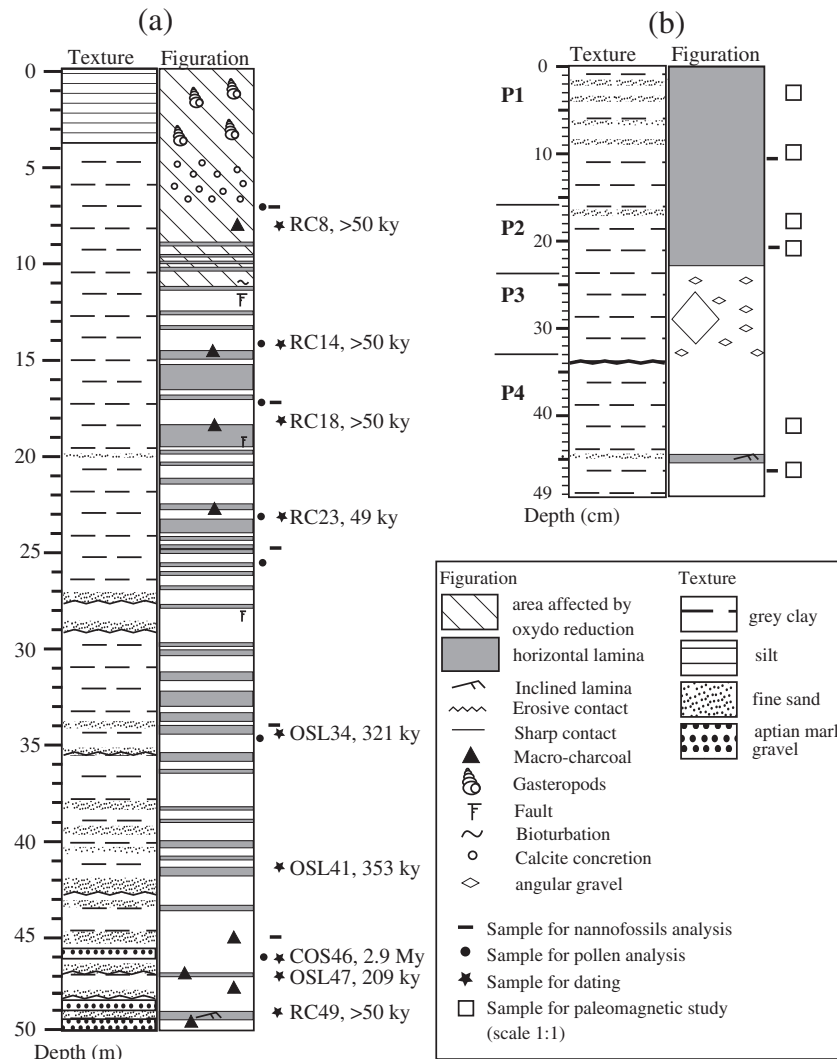 (a)
Texture Figuration
0
5
10
15
20
25
30
35
40
45
50
Depth (m)
RC8, >50 ky
RC14, >50 ky
RC18, >50 ky
RC23, 49 ky
OSL34, 321 ky
OSL41, 353 ky
COS46, 2.9 My
OSL47, 209 ky
RC49, >50 ky
(b)
Texture Figuration
P1
P2
P3
P4
0
10
20
30
40
49
Depth (cm)
Figuration
area affected by
oxydo reduction
horizontal lamina
Inclined lamina
Erosive contact
Sharp contact
Macro-charcoal
Gasteropods
Fault
Bioturbation
Calcite concretion
angular gravel
Texture
grey clay
silt
fine sand
aptian marl
gravel
Sample for nannofossils analysis
Sample for pollen analysis
Sample for dating
Sample for paleomagnetic study
(scale 1:1)